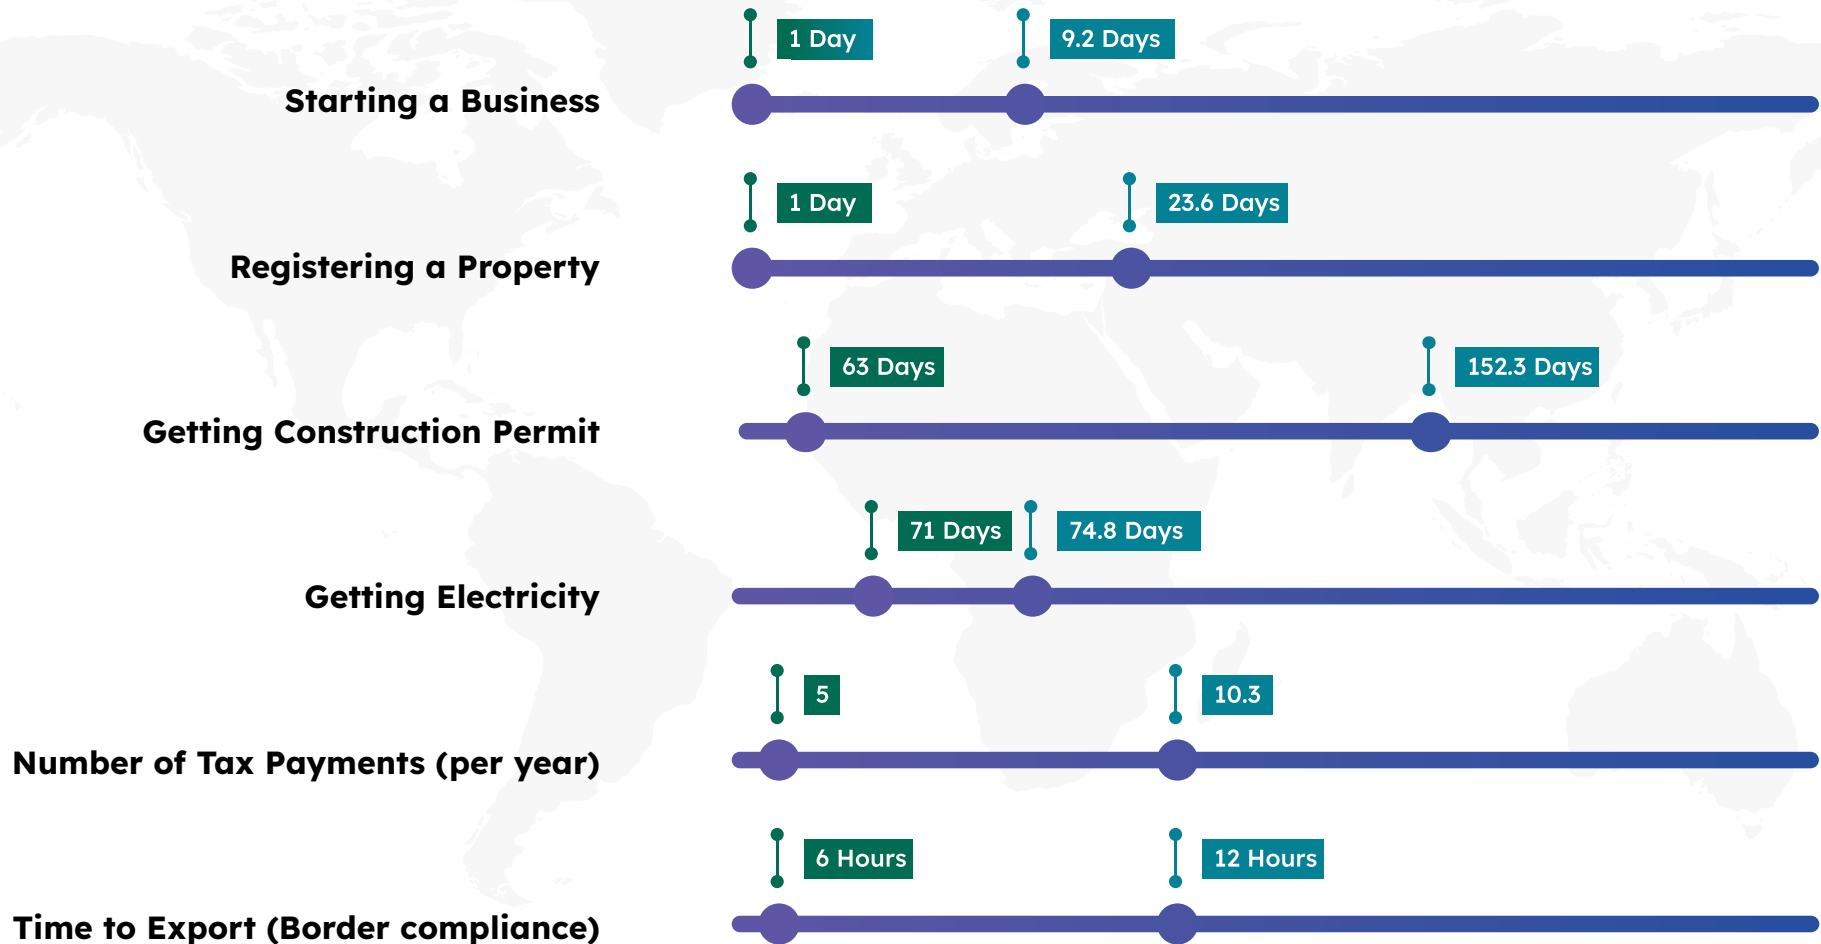 1 Day
9.2 Days
Starting a Business
1 Day
23.6 Days
Registering a Property
63 Days
152.3 Days
Getting Construction Permit
71 Days
74.8 Days
Getting Electricity
5
10.3
Number of Tax Payments (per year)
6 Hours
12 Hours
Time to Export (Border compliance)